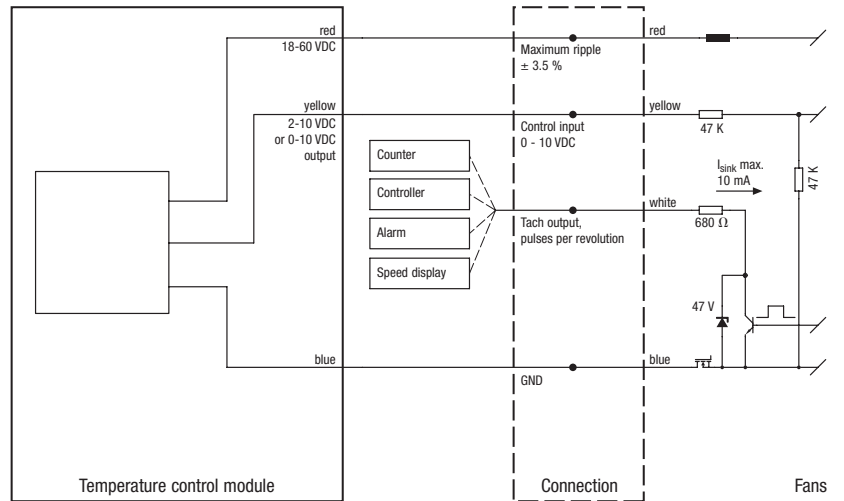 red
18-60 VDC
Maximum ripple
± 3.5 %
red
yellow
2-10 VDC
or 0-10 VDC
output
Control input
0 - 10 VDC
yellow
47 K
47 K
I sink max.
10 mA
Counter
Controller
Alarm
Speed display
Tach output,
pulses per revolution
white
680 Ω
47 V
blue
GND
blue
Temperature control module
Connection
Fans